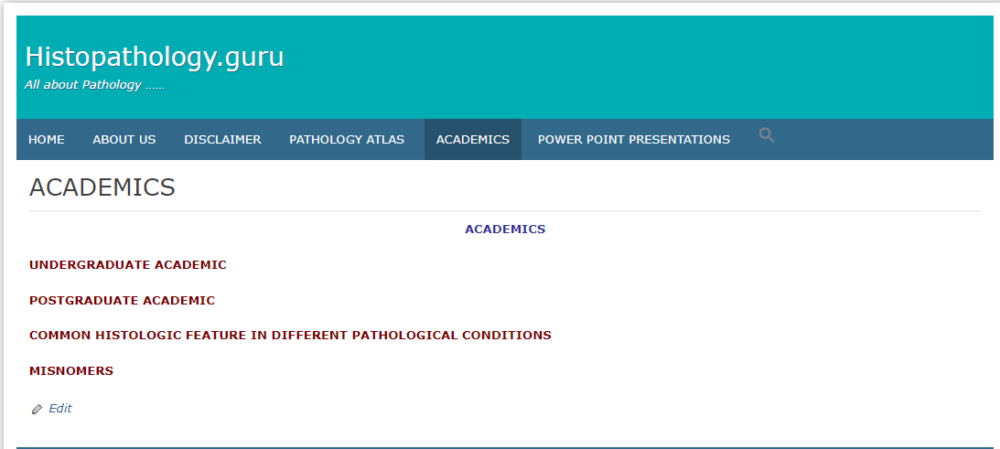 Histopathology.guru
All about Pathology ......
HOME ABOUT US DISCLAIMER PATHOLOGY ATLAS ACADEMICS POWER POINT PRESENTATIONS
ACADEMICS
ACADEMICS
UNDERGRADUATE ACADEMIC
POSTGRADUATE ACADEMIC
COMMON HISTOLOGIC FEATURE IN DIFFERENT PATHOLOGICAL CONDITIONS
MISNOMERS
Edit